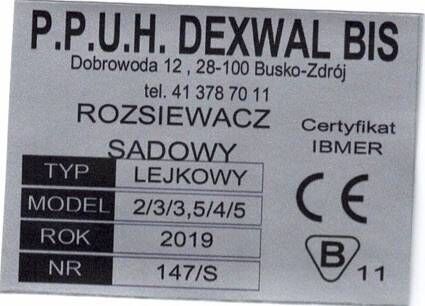 P.P.U.H. DEXWAL BIS
Dobrowoda 12 , 28-100 Busko-Zdrój
tel. 41 378 70 11
ROZSIEWACZ
SADOWY
Certyfikat
IBMER
TYP LEJKOWY
MODEL 2/3/3,5/4/5
ROK 2019
NR 147/S
CE
B 11